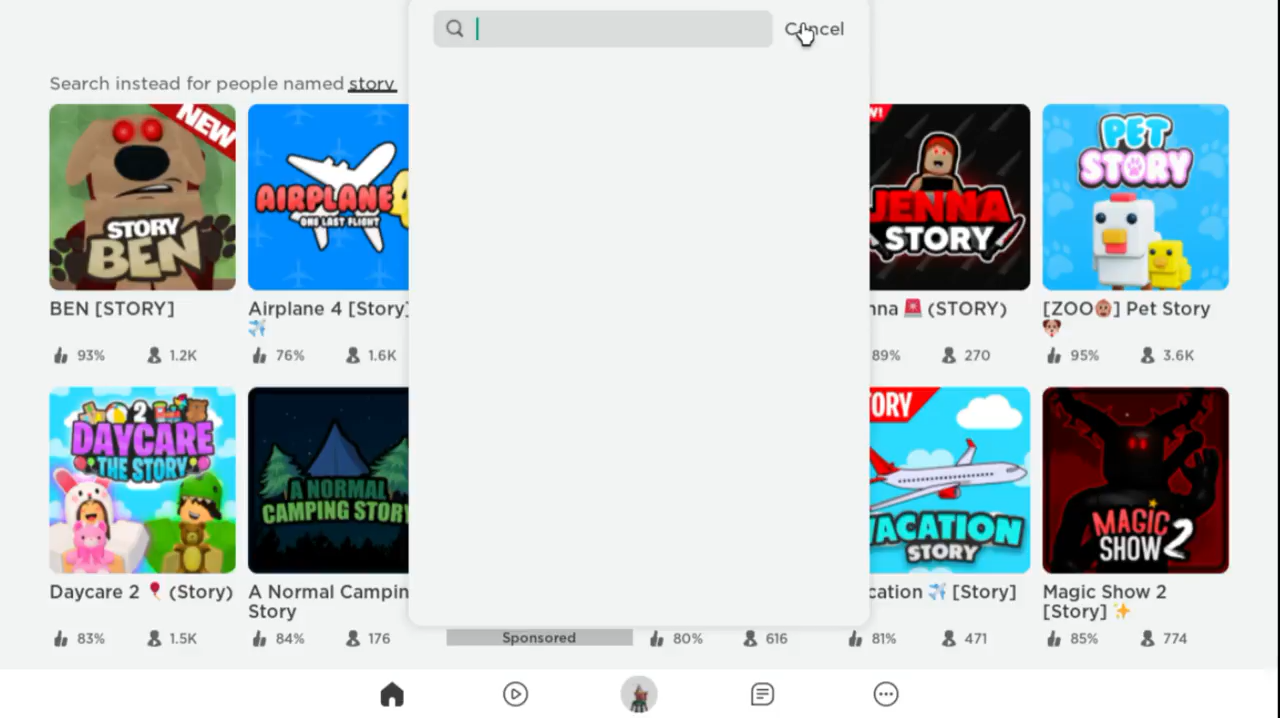 Cancel
Search instead for people named story
NEW
STORY
BEN
AIRPLANE
ONE LAST FLIGHT
JENNA
STORY
PET
STORY
BEN [STORY]
Airplane 4 [Story]
nna 🚨 (STORY)
[ZOO🐵] Pet Story
93%
1.2K
76%
1.6K
89%
270
95%
3.6K
2
DAYCARE
THE STORY
A NORMAL
CAMPING STORY
ORY
VACATION
STORY
MAGIC
SHOW 2
Daycare 2 🎈 (Story)
A Normal Campin
Story
cation ✈️ [Story]
Magic Show 2
[Story] ✨
83%
1.5K
84%
176
Sponsored
80%
616
81%
471
85%
774